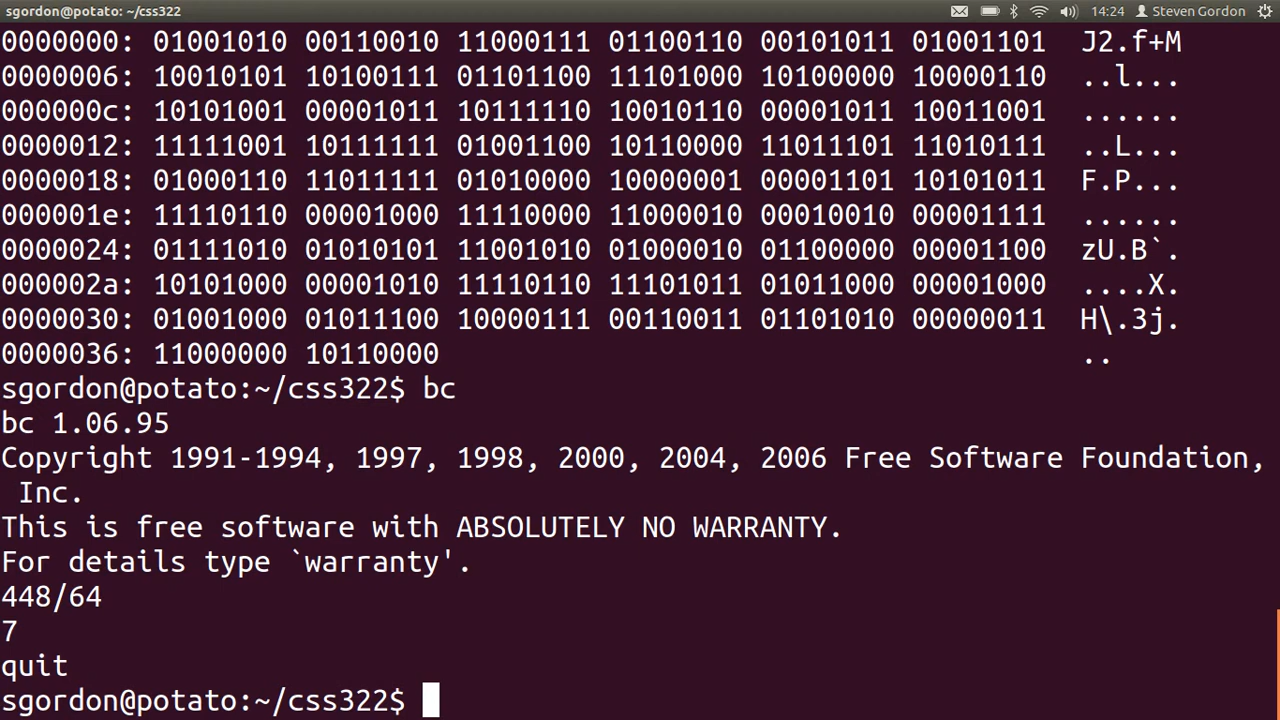 sgordon@potato: ~/css322 14:24 Steven Gordon
0000000: 01001010 00110010 11000111 01100110 00101011 01001101 J2.f+M
0000006: 10010101 10100111 01101100 11101000 10100000 10000110 ..l...
000000c: 10101001 00001011 10111110 10010110 00001011 10011001 ......
0000012: 11111001 10111111 01001100 10110000 11011101 11010111 ..L...
0000018: 01000110 11011111 01010000 10000001 00001101 10101011 F.P...
000001e: 11110110 00001000 11110000 11000010 00010010 00001111 ......
0000024: 01111010 01010101 11001010 01000010 01100000 00001100 zU.B`.
000002a: 10101000 00001010 11110110 11101011 01011000 00001000 ....X.
0000030: 01001000 01011100 10000111 00110011 01101010 00000011 H\.3j.
0000036: 11000000 10110000 ..
sgordon@potato:~/css322$ bc
bc 1.06.95
Copyright 1991-1994, 1997, 1998, 2000, 2004, 2006 Free Software Foundation,
Inc.
This is free software with ABSOLUTELY NO WARRANTY.
For details type `warranty'.
448/64
7
quit
sgordon@potato:~/css322$